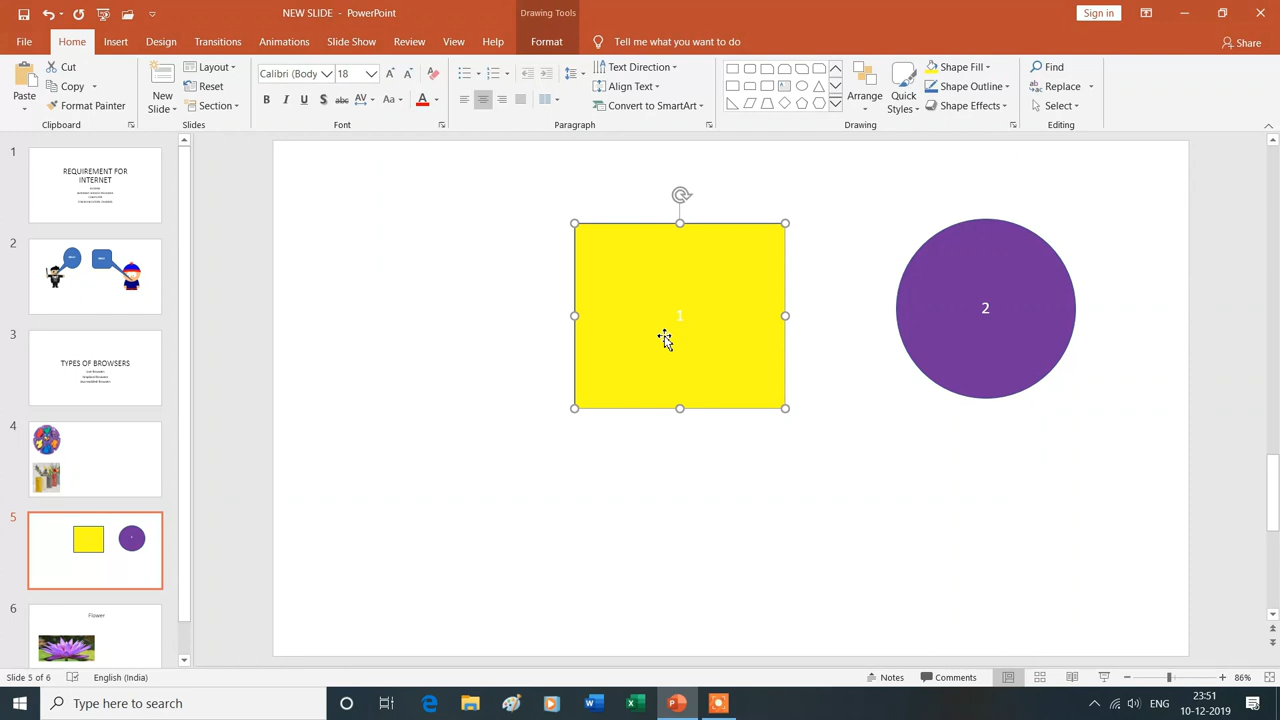 NEW SLIDE - PowerPoint
Drawing Tools
Sign in
File
Home
Insert
Design
Transitions
Animations
Slide Show
Review
View
Help
Format
Tell me what you want to do
Share
Paste
Cut
Copy
Format Painter
Clipboard
New Slide
Layout
Reset
Section
Slides
Calibri (Body)
18
Font
Text Direction
Align Text
Convert to SmartArt
Paragraph
Arrange
Quick Styles
Shape Fill
Shape Outline
Shape Effects
Drawing
Find
Replace
Select
Editing
1
REQUIREMENT FOR
INTERNET
2
3
TYPES OF BROWSERS
4
5
6
Flower
1
2
Slide 5 of 6
English (India)
Notes
Comments
86%
Type here to search
ENG
23:51
10-12-2019